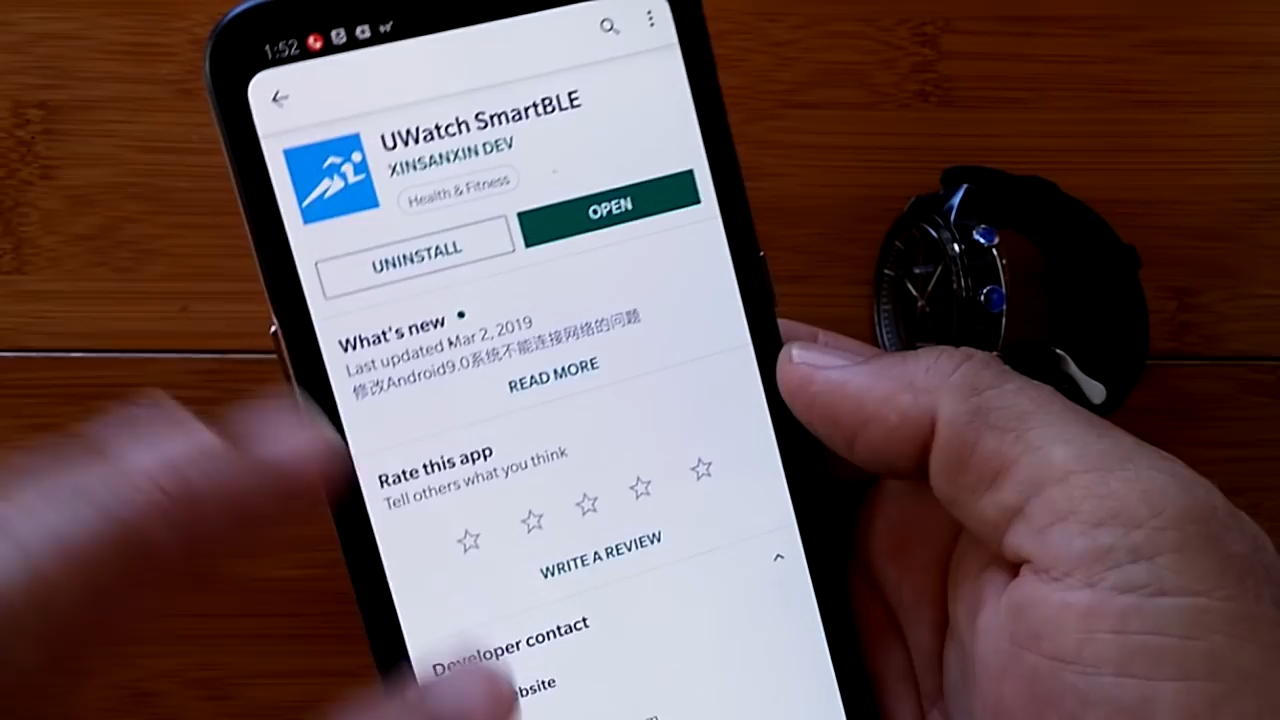 1:52
UWatch SmartBLE
XINSANXIN DEV
Health & Fitness
UNINSTALL
OPEN
What's new
Last updated Mar 2, 2019
修改Android9.0系统不能连接网络的问题
READ MORE
Rate this app
Tell others what you think
WRITE A REVIEW
Developer contact
bsite